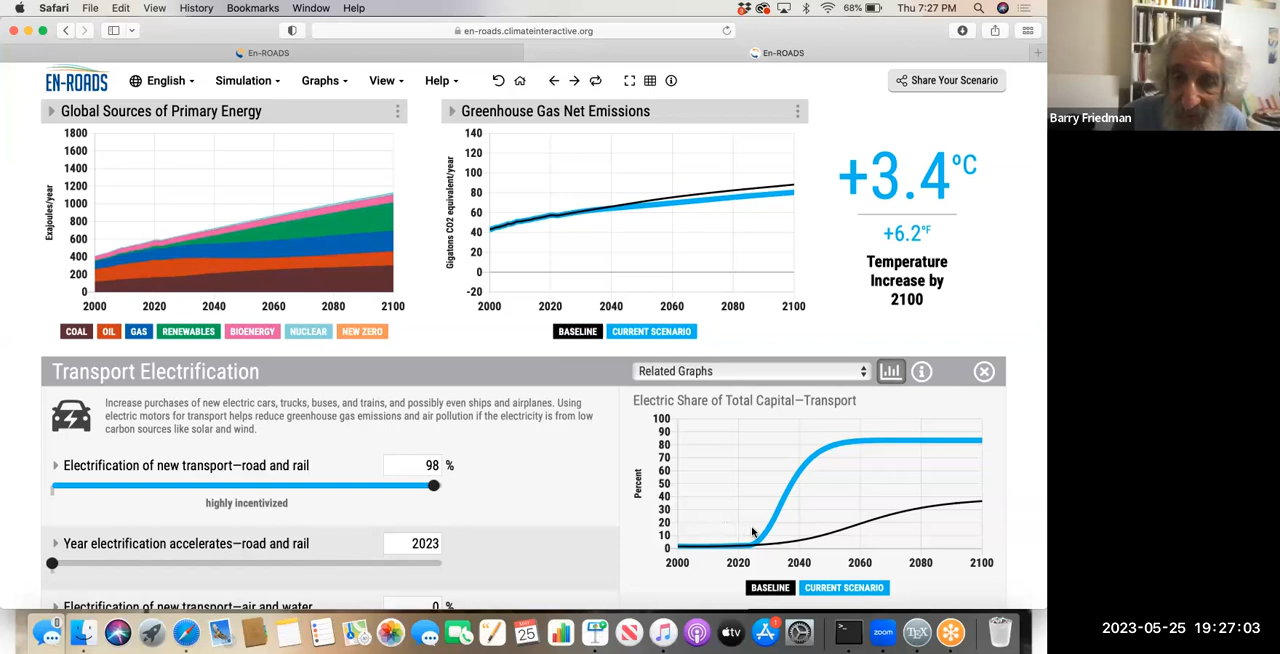 Safari File Edit View History Bookmarks Window Help 68% Thu 7:27 PM
en-roads.climateinteractive.org
En-ROADS En-ROADS
EN-ROADS English Simulation Graphs View Help Share Your Scenario
Global Sources of Primary Energy
1800
1600
1400
1200
1000
800
600
400
200
0
Exajoules/year
2000 2020 2040 2060 2080 2100
COAL OIL GAS RENEWABLES BIOENERGY NUCLEAR NEW ZERO
Greenhouse Gas Net Emissions
140
120
100
80
60
40
20
0
-20
Gigatons CO2 equivalent/year
2000 2020 2040 2060 2080 2100
BASELINE CURRENT SCENARIO
+3.4°C
+6.2°F
Temperature
Increase by
2100
Barry Friedman
Transport Electrification
Increase purchases of new electric cars, trucks, buses, and trains, and possibly even ships and airplanes. Using
electric motors for transport helps reduce greenhouse gas emissions and air pollution if the electricity is from low
carbon sources like solar and wind.
Electrification of new transport—road and rail 98 %
highly incentivized
Year electrification accelerates—road and rail 2023
Electrification of new transport—air and water 0 %
Related Graphs
Electric Share of Total Capital—Transport
100
90
80
70
60
50
40
30
20
10
0
Percent
2000 2020 2040 2060 2080 2100
BASELINE CURRENT SCENARIO
MAY
25
tv
1
zoom
TEX
2023-05-25 19:27:03